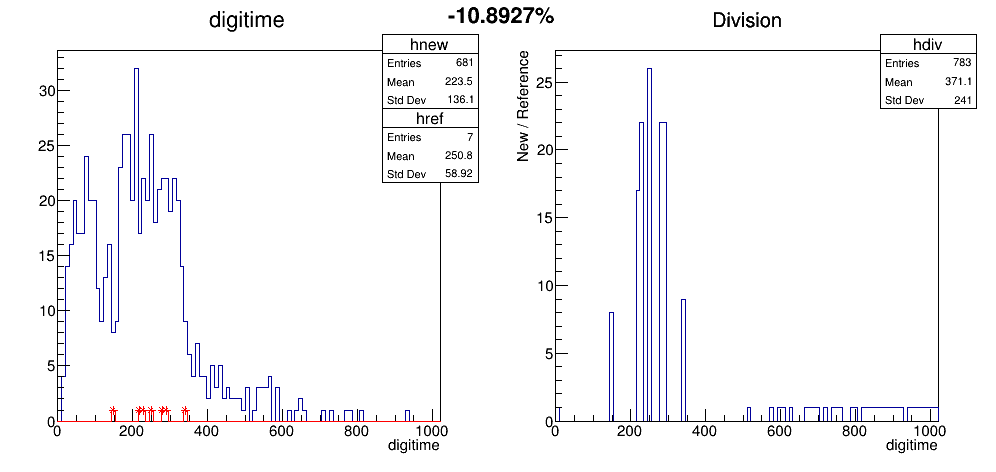 -10.8927%
digitime
hnew
Entries 681
Mean 223.5
Std Dev 136.1
href
Entries 7
Mean 250.8
Std Dev 58.92
30
25
20
15
10
5
0
0 200 400 600 800 1000
digitime
Division
hdiv
Entries 783
Mean 371.1
Std Dev 241
New / Reference
25
20
15
10
5
0
0 200 400 600 800 1000
digitime